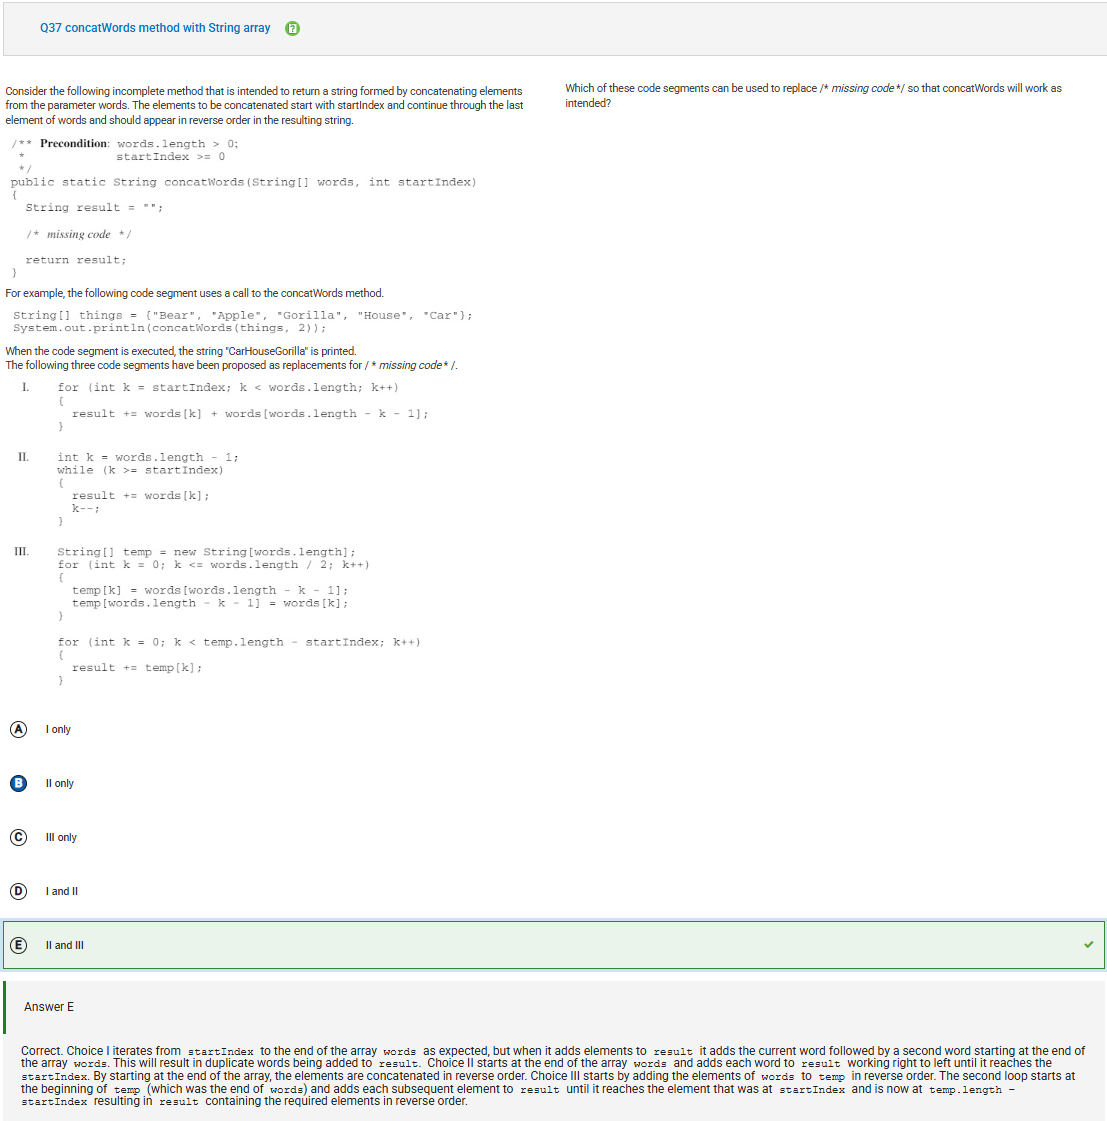 Q37 concatWords method with String array
Consider the following incomplete method that is intended to return a string formed by concatenating elements
from the parameter words. The elements to be concatenated start with startIndex and continue through the last
element of words and should appear in reverse order in the resulting string.
/** Precondition: words.length > 0;
* startIndex >= 0
*/
public static String concatWords(String[] words, int startIndex)
{
String result = "";
/* missing code */
return result;
}
For example, the following code segment uses a call to the concatWords method.
String[] things = {"Bear", "Apple", "Gorilla", "House", "Car"};
System.out.println(concatWords(things, 2));
When the code segment is executed, the string "CarHouseGorilla" is printed.
The following three code segments have been proposed as replacements for / * missing code* /.
I. for (int k = startIndex; k < words.length; k++)
{
result += words[k] + words[words.length - k - 1];
}
II. int k = words.length - 1;
while (k >= startIndex)
{
result += words[k];
k--;
}
III. String[] temp = new String[words.length];
for (int k = 0; k <= words.length / 2; k++)
{
temp[k] = words[words.length - k - 1];
temp[words.length - k - 1] = words[k];
}
for (int k = 0; k < temp.length - startIndex; k++)
{
result += temp[k];
}
Which of these code segments can be used to replace /* missing code */ so that concatWords will work as
intended?
A I only
B II only
C III only
D I and II
E II and III
Answer E
Correct. Choice I iterates from startIndex to the end of the array words as expected, but when it adds elements to result it adds the current word followed by a second word starting at the end of
the array words. This will result in duplicate words being added to result. Choice II starts at the end of the array words and adds each word to result working right to left until it reaches the
startIndex. By starting at the end of the array, the elements are concatenated in reverse order. Choice III starts by adding the elements of words to temp in reverse order. The second loop starts at
the beginning of temp (which was the end of words) and adds each subsequent element to result until it reaches the element that was at startIndex and is now at temp.length -
startIndex resulting in result containing the required elements in reverse order.